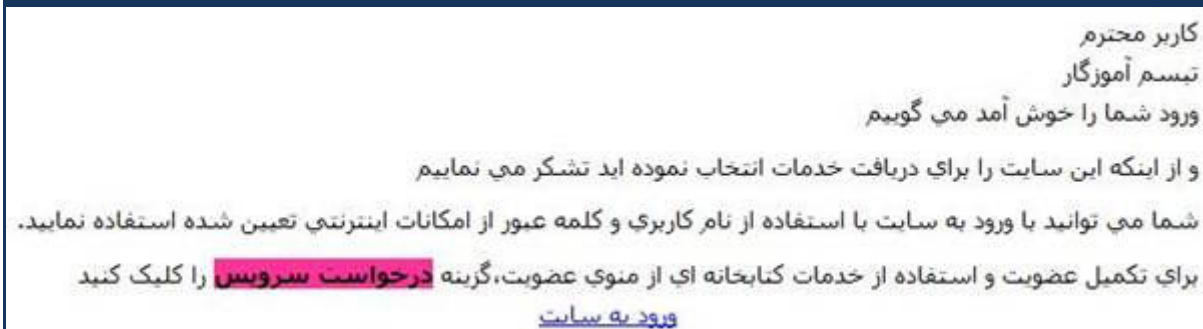 کاربر محترم
تبسم آموزگار
ورود شما را خوش آمد مي گوييم
و از اينکه اين سايت را براي دريافت خدمات انتخاب نموده ايد تشکر مي نماييم
شما مي توانيد با ورود به سايت با استفاده از نام کاربري و کلمه عبور از امکانات اينترنتي تعيين شده استفاده نماييد.
براي تکميل عضويت و استفاده از خدمات کتابخانه اي از منوي عضويت،گزينه درخواست سرويس را کليک کنيد
ورود به سايت